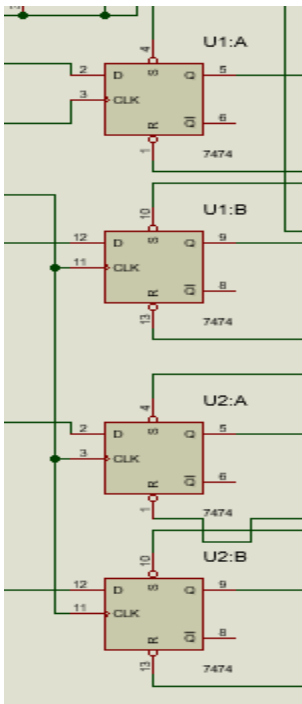 4
U1:A
2 D S Q 5
3 CLK
Q 6
R
1
7474
10
U1:B
12 D S Q 9
11 CLK
Q 8
R
13
7474
4
U2:A
2 D S Q 5
3 CLK
Q 6
R
1
7474
10
U2:B
12 D S Q 9
11 CLK
Q 8
R
13
7474